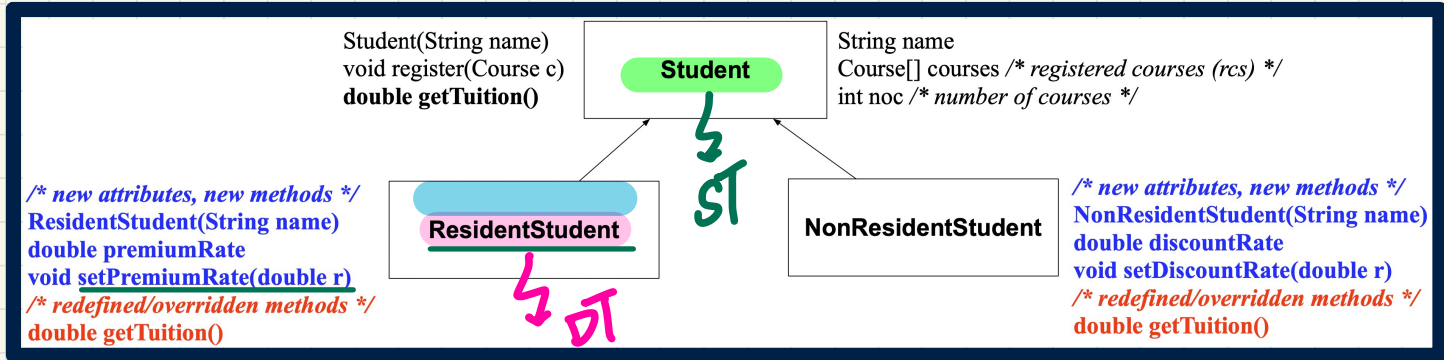 Student(String name)
void register(Course c)
double getTuition()
Student
String name
Course[] courses /* registered courses (rcs) */
int noc /* number of courses */
ST
/* new attributes, new methods */
ResidentStudent(String name)
double premiumRate
void setPremiumRate(double r)
/* redefined/overridden methods */
double getTuition()
ResidentStudent
DT
NonResidentStudent
/* new attributes, new methods */
NonResidentStudent(String name)
double discountRate
void setDiscountRate(double r)
/* redefined/overridden methods */
double getTuition()